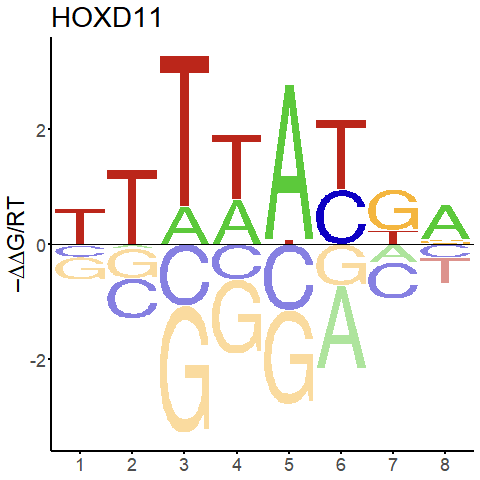 HOXD11
−ΔΔG/RT
2
0
-2
T T T T A T G A
A A A C T
C G C C C G A C
G C G G G A C T
1 2 3 4 5 6 7 8